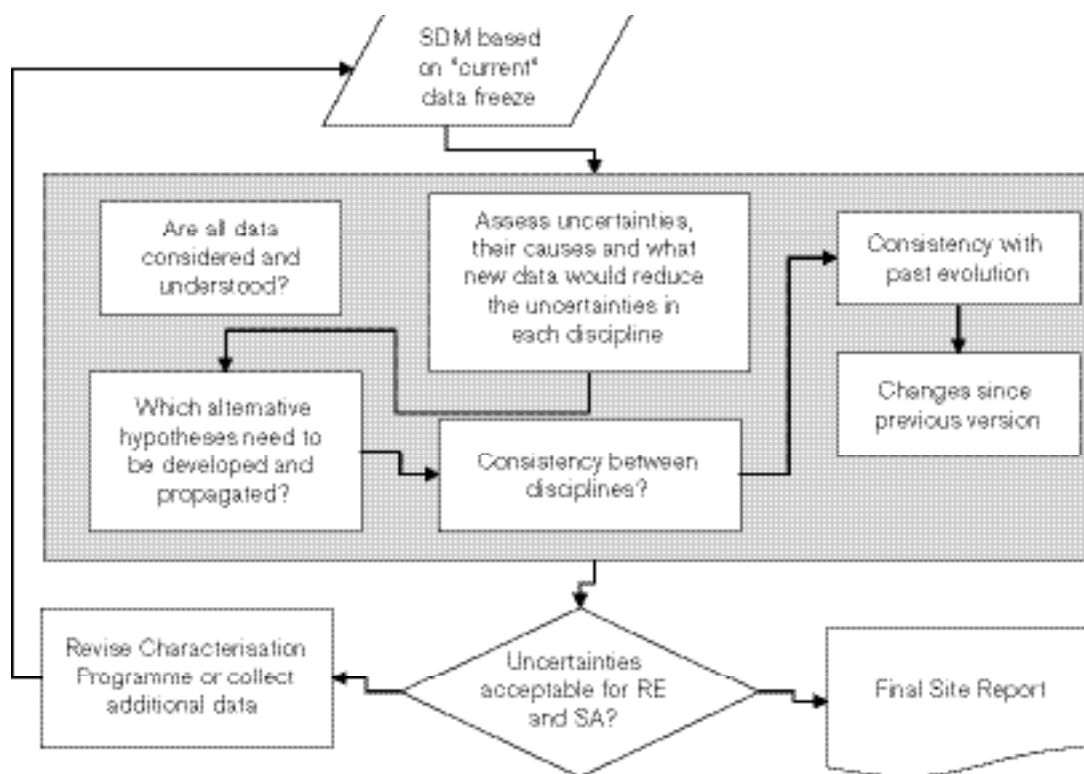 SDM based
on "current"
data freeze
Are all data
considered and
understood?
Assess uncertainties,
their causes and what
new data would reduce
the uncertainties in
each discipline
Consistency with
past evolution
Changes since
previous version
Which alternative
hypotheses need to
be developed and
propagated?
Consistency between
disciplines?
Revise Characterisation
Programme or collect
additional data
Uncertainties
acceptable for RE
and SA?
Final Site Report